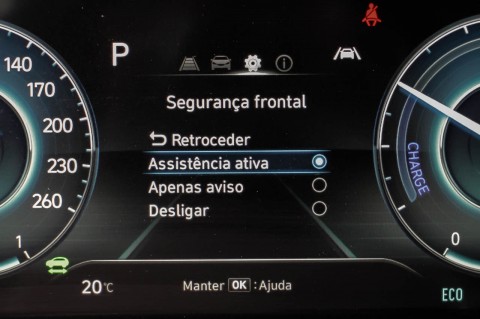 P
Segurança frontal
Retroceder
Assistência ativa
Apenas aviso
Desligar
140
170
200
230
260
1
CHARGE
0
20°C
Manter OK :Ajuda
ECO